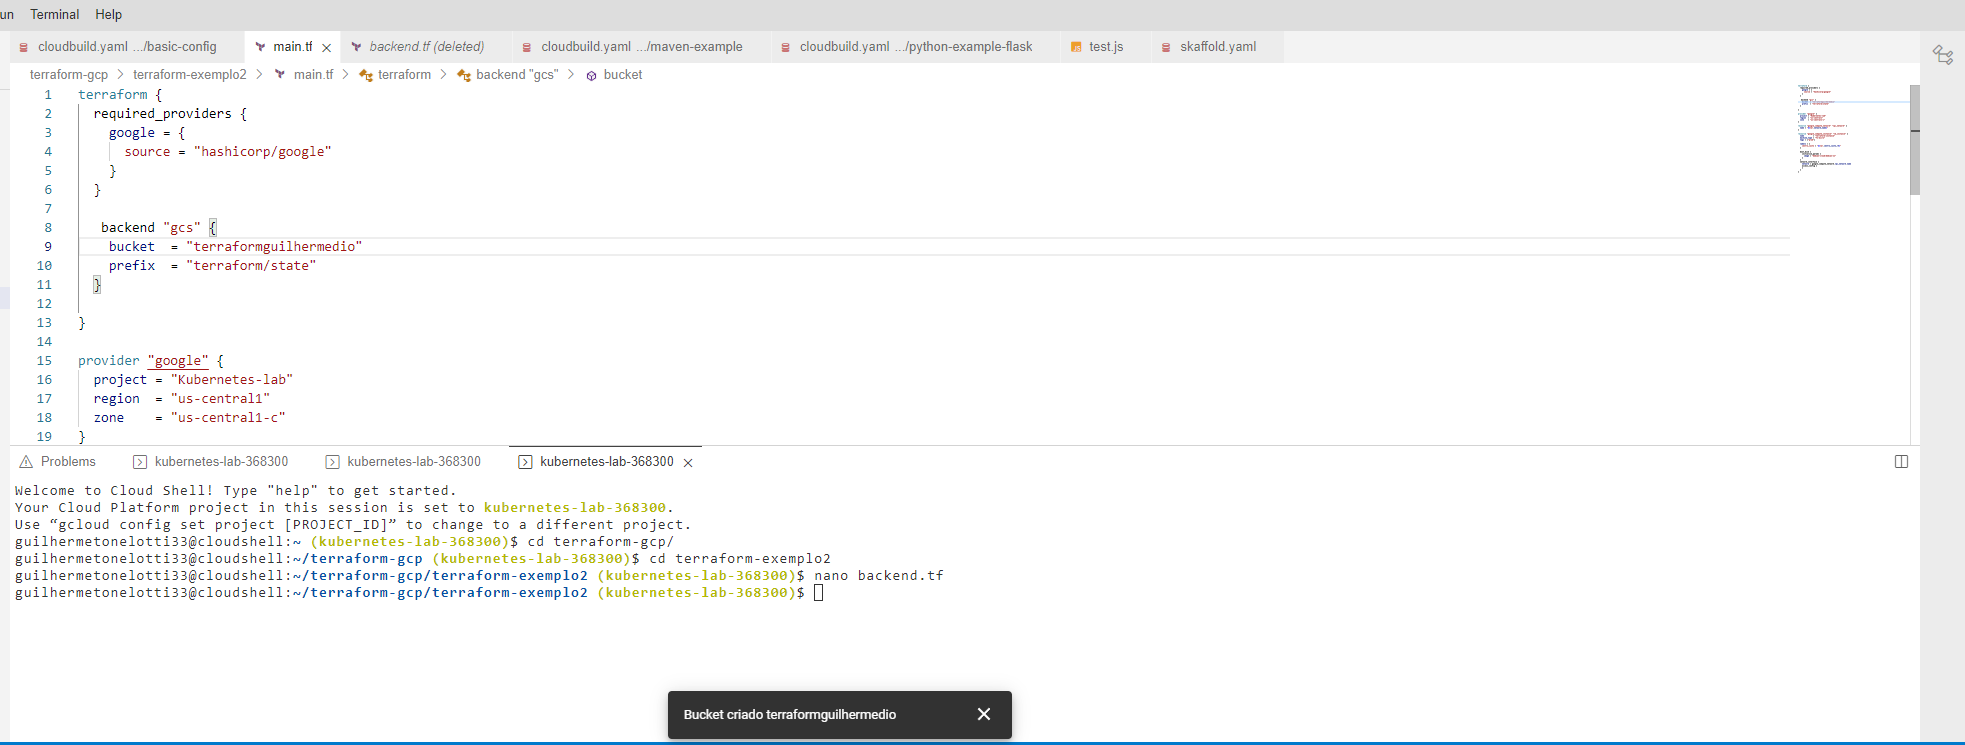 un Terminal Help
cloudbuild.yaml .../basic-config main.tf backend.tf (deleted) cloudbuild.yaml .../maven-example cloudbuild.yaml .../python-example-flask test.js skaffold.yaml
terraform-gcp > terraform-exemplo2 > main.tf > terraform > backend "gcs" > bucket
1 terraform {
2 required_providers {
3 google = {
4 source = "hashicorp/google"
5 }
6 }
7
8 backend "gcs" {
9 bucket = "terraformguilhermedio"
10 prefix = "terraform/state"
11 }
12
13 }
14
15 provider "google" {
16 project = "Kubernetes-lab"
17 region = "us-central1"
18 zone = "us-central1-c"
19 }
Problems kubernetes-lab-368300 kubernetes-lab-368300 kubernetes-lab-368300
Welcome to Cloud Shell! Type "help" to get started.
Your Cloud Platform project in this session is set to kubernetes-lab-368300.
Use “gcloud config set project [PROJECT_ID]” to change to a different project.
guilhermetonelotti33@cloudshell:~ (kubernetes-lab-368300)$ cd terraform-gcp/
guilhermetonelotti33@cloudshell:~/terraform-gcp (kubernetes-lab-368300)$ cd terraform-exemplo2
guilhermetonelotti33@cloudshell:~/terraform-gcp/terraform-exemplo2 (kubernetes-lab-368300)$ nano backend.tf
guilhermetonelotti33@cloudshell:~/terraform-gcp/terraform-exemplo2 (kubernetes-lab-368300)$
Bucket criado terraformguilhermedio